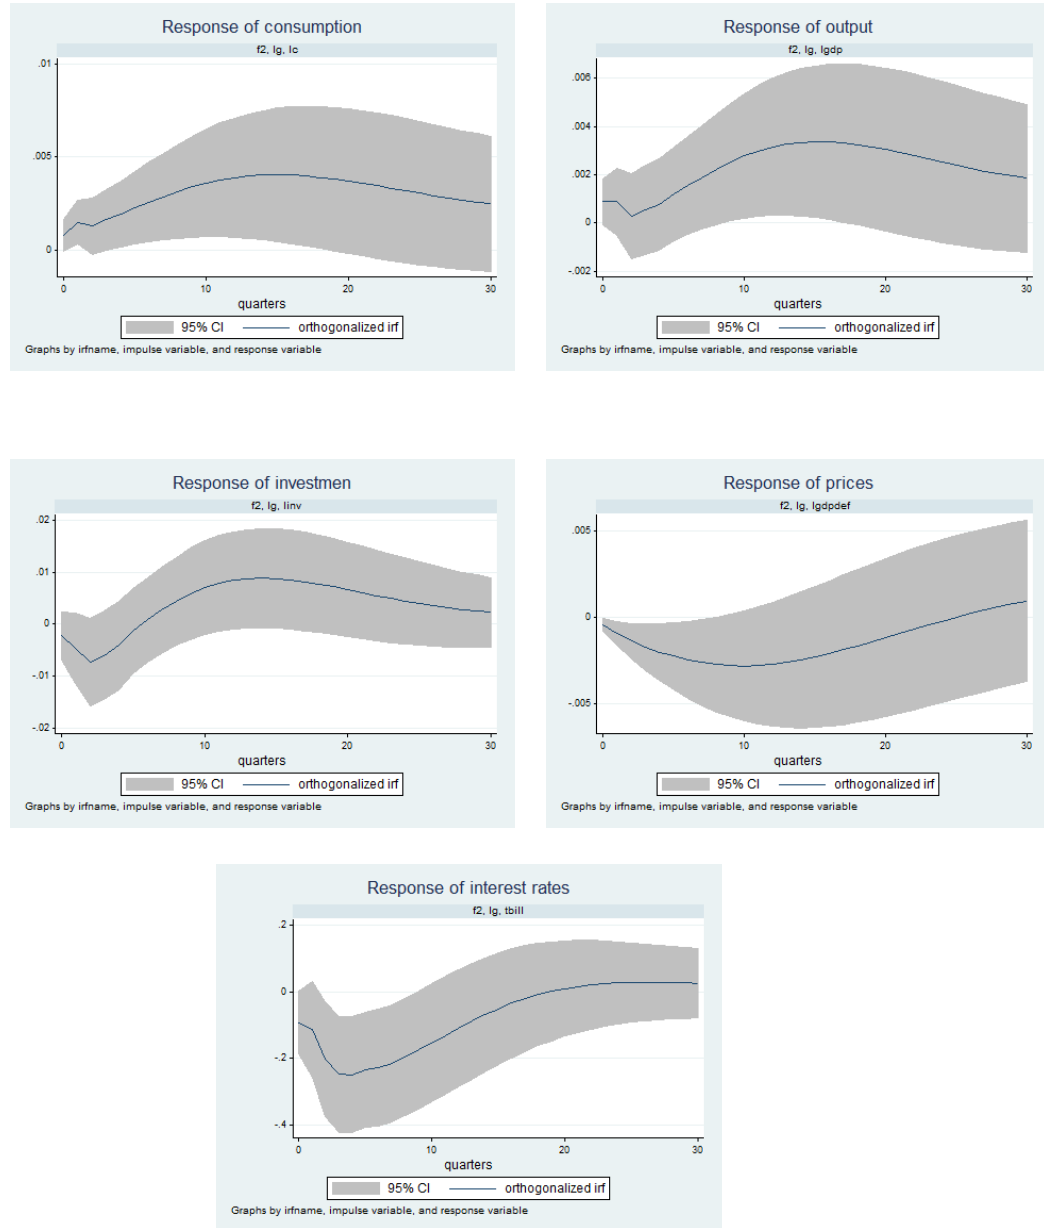 Response of consumption
f2, lg, lc
.01
.005
0
0 10 20 30
quarters
95% CI orthogonalized irf
Graphs by irfname, impulse variable, and response variable
Response of output
f2, lg, lgdp
.006
.004
.002
0
-.002
0 10 20 30
quarters
95% CI orthogonalized irf
Graphs by irfname, impulse variable, and response variable
Response of investmen
f2, lg, linv
.02
.01
0
-.01
-.02
0 10 20 30
quarters
95% CI orthogonalized irf
Graphs by irfname, impulse variable, and response variable
Response of prices
f2, lg, lgdpdef
.005
0
-.005
0 10 20 30
quarters
95% CI orthogonalized irf
Graphs by irfname, impulse variable, and response variable
Response of interest rates
f2, lg, tbill
.2
0
-.2
-.4
0 10 20 30
quarters
95% CI orthogonalized irf
Graphs by irfname, impulse variable, and response variable